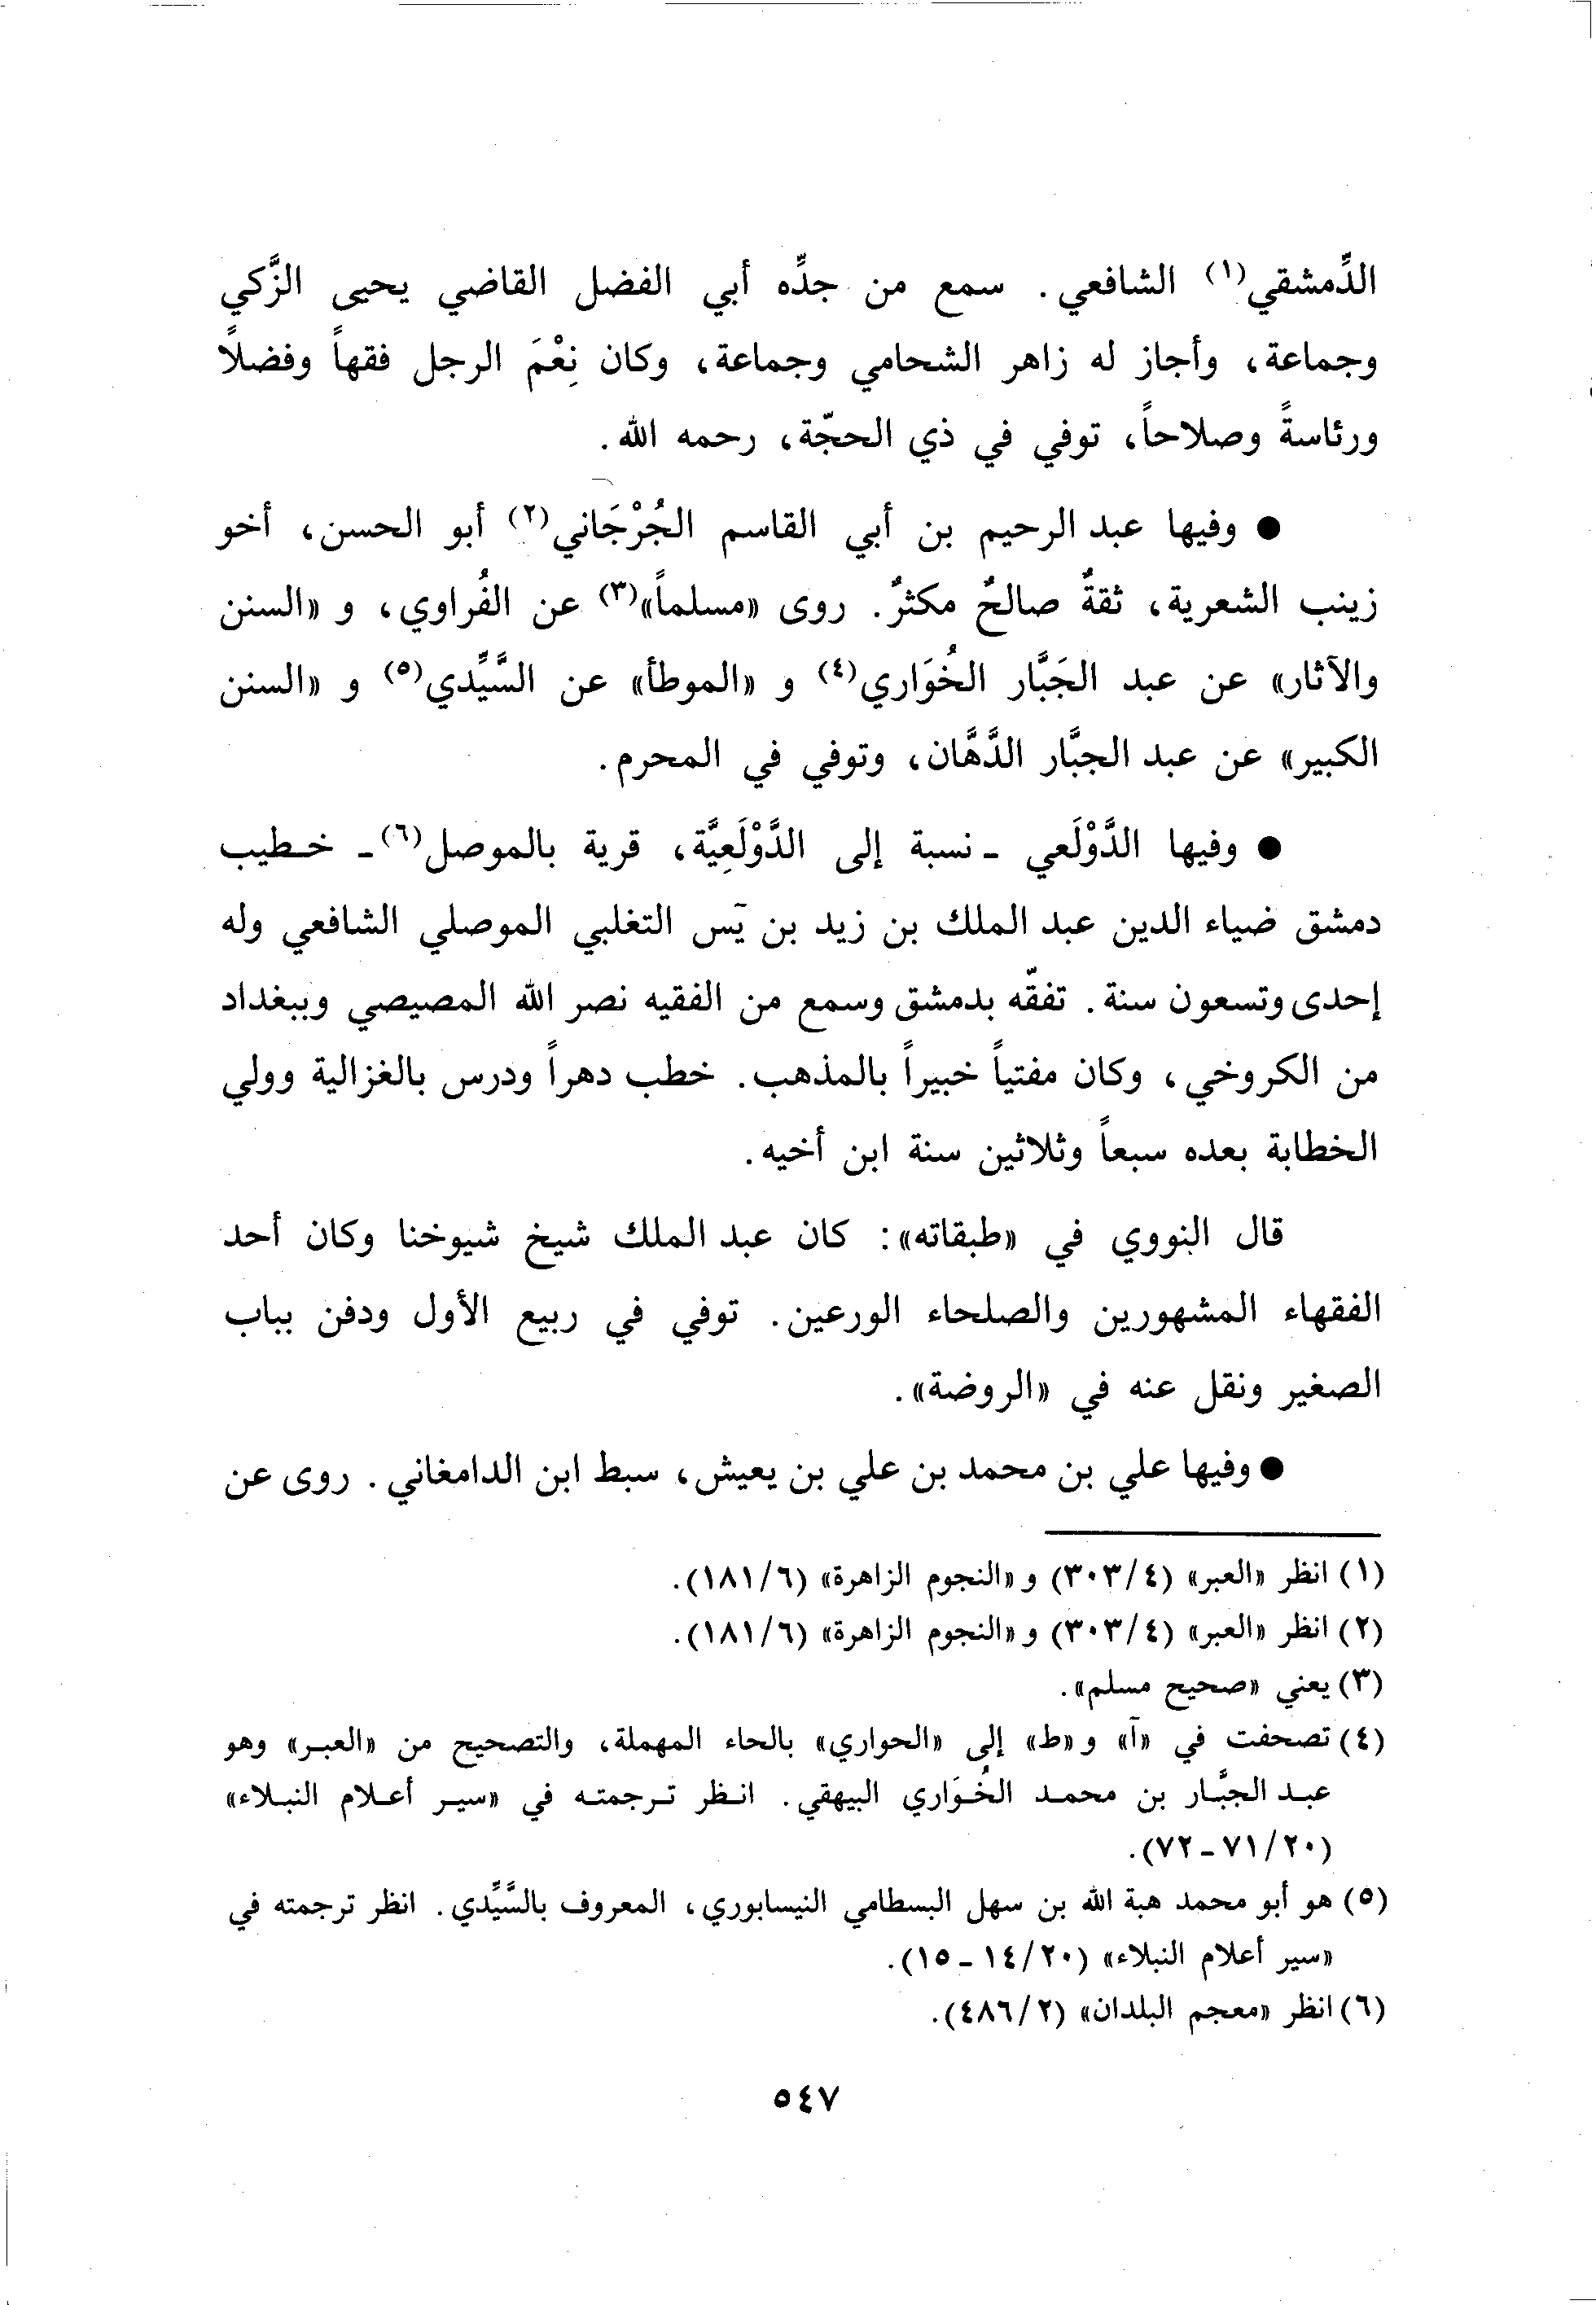 الدِّمشقي(١) الشافعي. سمع من جدِّه أبي الفضل القاضي يحيى الزَّكي
وجماعة، وأجاز له زاهر الشحامي وجماعة، وكان نِعْمَ الرجل فقهاً وفضلاً
ورئاسةً وصلاحاً، توفي في ذي الحجّة، رحمه الله.
● وفيها عبد الرحيم بن أبي القاسم الجُرْجَاني(٢) أبو الحسن، أخو
زينب الشعرية، ثقةٌ صالحٌ مكثرٌ. روى «مسلماً»(٣) عن الفُراوي، و «السنن
والآثار» عن عبد الجَبَّار الخُوَاري(٤) و «الموطأ» عن السَّيِّدي(٥) و «السنن
الكبير» عن عبد الجبَّار الدَّهَّان، وتوفي في المحرم.
● وفيها الدَّوْلَعي ـ نسبة إلى الدَّوْلَعِيَّة، قرية بالموصل(٦) ـ خـطيب
دمشق ضياء الدين عبد الملك بن زيد بن يَس التغلبي الموصلي الشافعي وله
إحدى وتسعون سنة. تفقّه بدمشق وسمع من الفقيه نصر الله المصيصي وببغداد
من الكروخي، وكان مفتياً خبيراً بالمذهب. خطب دهراً ودرس بالغزالية وولي
الخطابة بعده سبعاً وثلاثين سنة ابن أخيه.
قال النووي في «طبقاته»: كان عبد الملك شيخ شيوخنا وكان أحد
الفقهاء المشهورين والصلحاء الورعين. توفي في ربيع الأول ودفن بباب
الصغير ونقل عنه في «الروضة».
● وفيها علي بن محمد بن علي بن يعيش، سبط ابن الدامغاني. روى عن
(١) انظر «العبر» (٣٠٣/٤) و «النجوم الزاهرة» (١٨١/٦).
(٢) انظر «العبر» (٣٠٣/٤) و «النجوم الزاهرة» (١٨١/٦).
(٣) يعني «صحيح مسلم».
(٤) تصحفت في «آ» و «ط» إلى «الحواري» بالحاء المهملة، والتصحيح من «العبـر» وهو
عبـد الجبَّـار بن محمـد الخُـوَاري البيهقي. انـظر تـرجمتـه في «سيـر أعـلام النبـلاء»
(٧١/٢٠ ـ ٧٢).
(٥) هو أبو محمد هبة الله بن سهل البسطامي النيسابوري، المعروف بالسَّيِّدي. انظر ترجمته في
«سير أعلام النبلاء» (١٤/٢٠ ـ ١٥).
(٦) انظر «معجم البلدان» (٤٨٦/٢).
٥٤٧